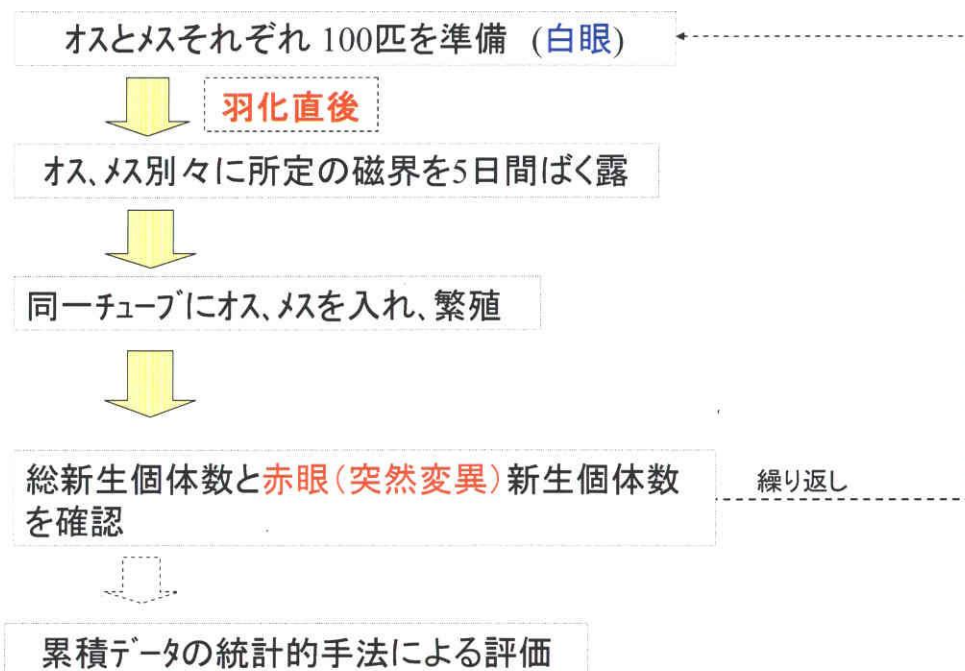 オスとメスそれぞれ 100匹を準備 (白眼)
羽化直後
オス、メス別々に所定の磁界を5日間ばく露
同一チューブにオス、メスを入れ、繁殖
総新生個体数と赤眼(突然変異)新生個体数
を確認
繰り返し
累積データの統計的手法による評価